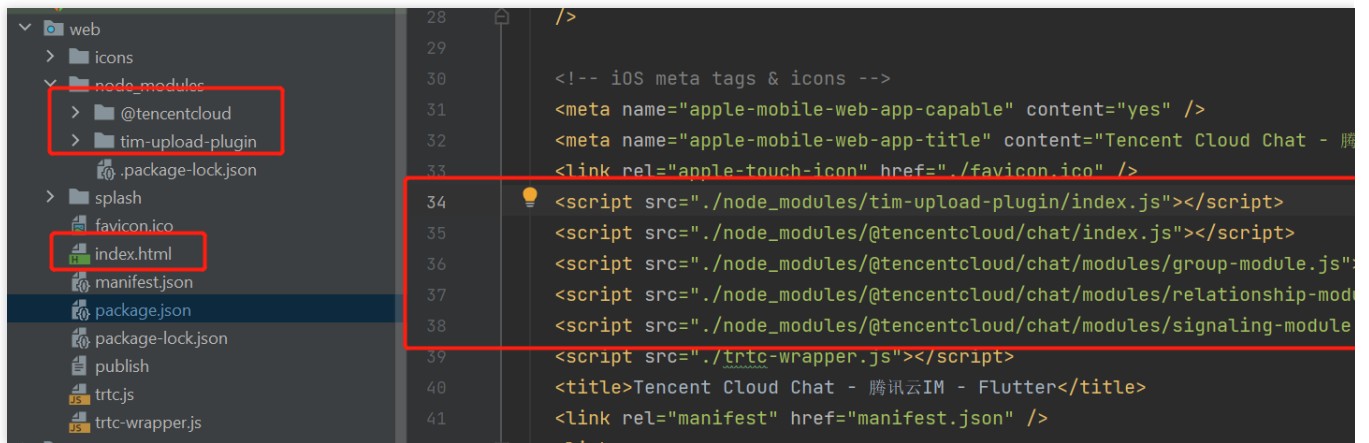 web
icons
node_modules
@tencentcloud
tim-upload-plugin
.package-lock.json
splash
favicon.ico
index.html
manifest.json
package.json
package-lock.json
publish
trtc.js
trtc-wrapper.js
28 />
29
30 <!-- iOS meta tags & icons -->
31 <meta name="apple-mobile-web-app-capable" content="yes" />
32 <meta name="apple-mobile-web-app-title" content="Tencent Cloud Chat - 腾
33 <link rel="apple-touch-icon" href="./favicon.ico" />
34 <script src="./node_modules/tim-upload-plugin/index.js"></script>
35 <script src="./node_modules/@tencentcloud/chat/index.js"></script>
36 <script src="./node_modules/@tencentcloud/chat/modules/group-module.js">
37 <script src="./node_modules/@tencentcloud/chat/modules/relationship-modu
38 <script src="./node_modules/@tencentcloud/chat/modules/signaling-module
39 <script src="./trtc-wrapper.js"></script>
40 <title>Tencent Cloud Chat - 腾讯云IM - Flutter</title>
41 <link rel="manifest" href="manifest.json" />